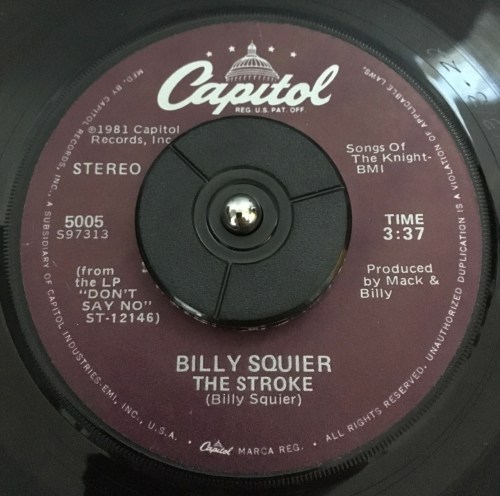 Capitol
REG. U.S. PAT. OFF
℗1981 Capitol
Records, Inc.
STEREO
5005
S97313
(from
the LP
"DON'T
SAY NO"
ST-12146)
Songs Of
The Knight-
BMI
TIME
3:37
Produced
by Mack &
Billy
BILLY SQUIER
THE STROKE
(Billy Squier)
MFD. BY CAPITOL RECORDS, INC., A SUBSIDIARY OF CAPITOL INDUSTRIES-EMI, INC., U.S.A. • Capitol MARCA REG. • ALL RIGHTS RESERVED. UNAUTHORIZED DUPLICATION IS A VIOLATION OF APPLICABLE LAWS.